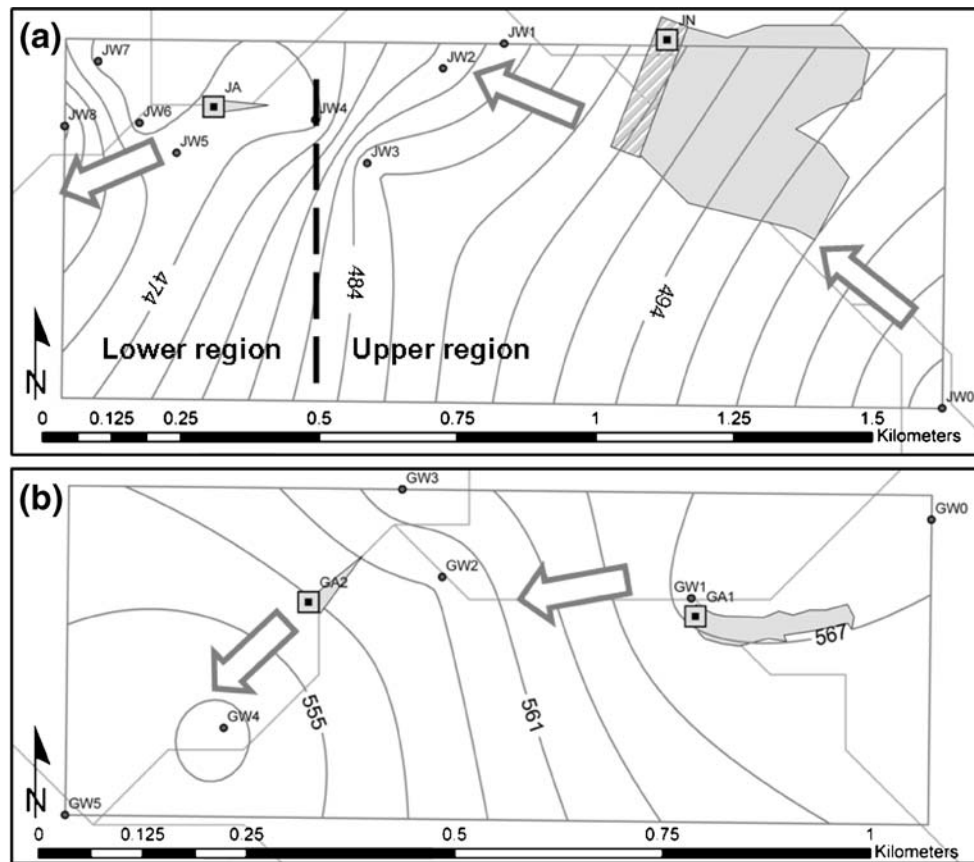 (a)
JW7
JW1
JN
JW2
JA
JW8
JW6
JW4
JW5
JW3
474
484
494
Lower region
Upper region
N
JW0
0 0.125 0.25 0.5 0.75 1 1.25 1.5
Kilometers
(b)
GW3
GW0
GW2
GA2
GW1
GA1
567
555
561
GW4
N
GW5
0 0.125 0.25 0.5 0.75 1
Kilometers